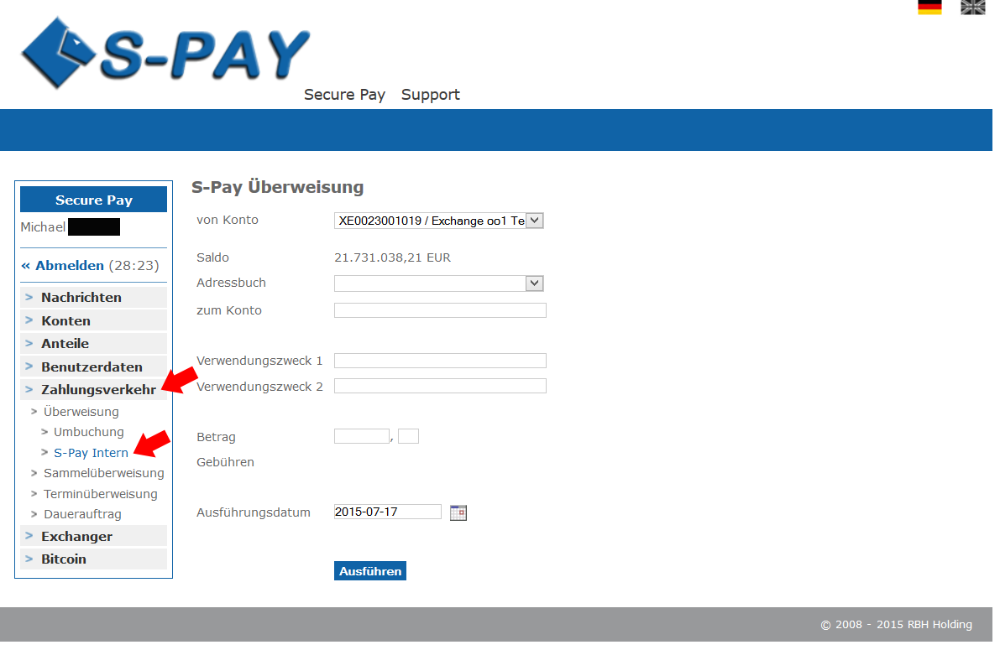 S-PAY
Secure Pay Support
Secure Pay
Michael
« Abmelden (28:23)
> Nachrichten
> Konten
> Anteile
> Benutzerdaten
> Zahlungsverkehr
> Überweisung
> Umbuchung
> S-Pay Intern
> Sammelüberweisung
> Terminüberweisung
> Dauerauftrag
> Exchanger
> Bitcoin
S-Pay Überweisung
von Konto XE0023001019 / Exchange oo1 Te
Saldo 21.731.038,21 EUR
Adressbuch
zum Konto
Verwendungszweck 1
Verwendungszweck 2
Betrag ,
Gebühren
Ausführungsdatum 2015-07-17
Ausführen
© 2008 - 2015 RBH Holding